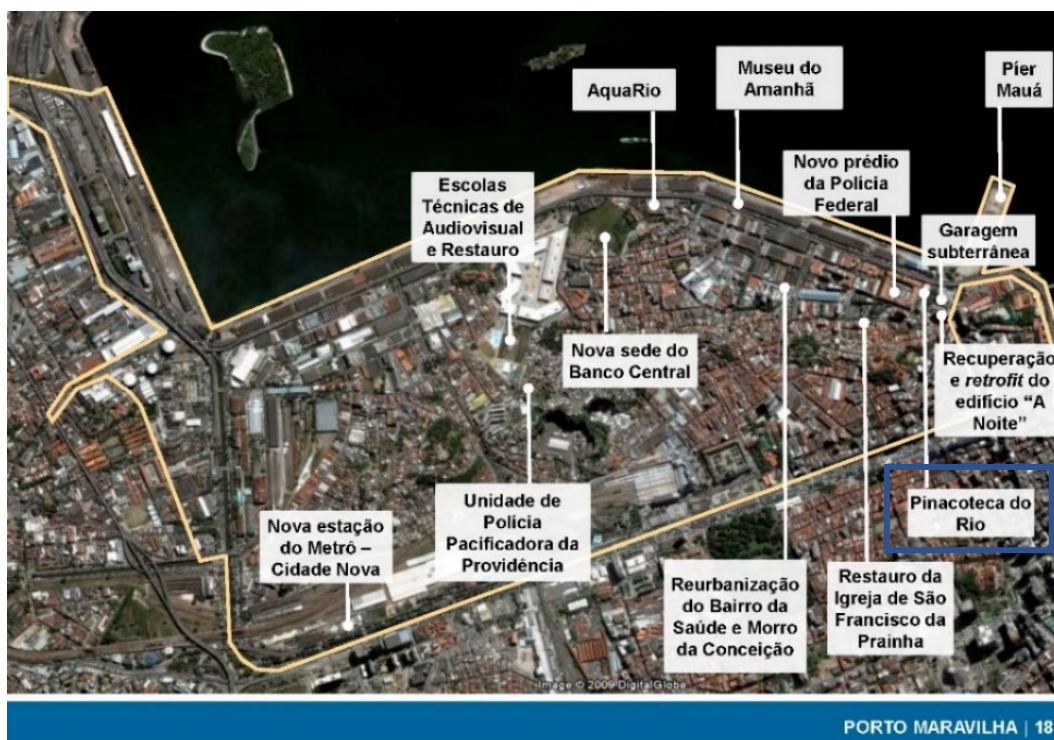 AquaRio
Museu do
Amanhã
Píer
Mauá
Novo prédio
da Polícia
Federal
Escolas
Técnicas de
Audiovisual
e Restauro
Garagem
subterrânea
Nova sede do
Banco Central
Recuperação
e retrofit do
edifício “A
Noite”
Unidade de
Polícia
Pacificadora da
Providência
Pinacoteca do
Rio
Nova estação
do Metrô –
Cidade Nova
Reurbanização
do Bairro da
Saúde e Morro
da Conceição
Restauro da
Igreja de São
Francisco da
Prainha
Image © 2009 DigitalGlobe
PORTO MARAVILHA | 18